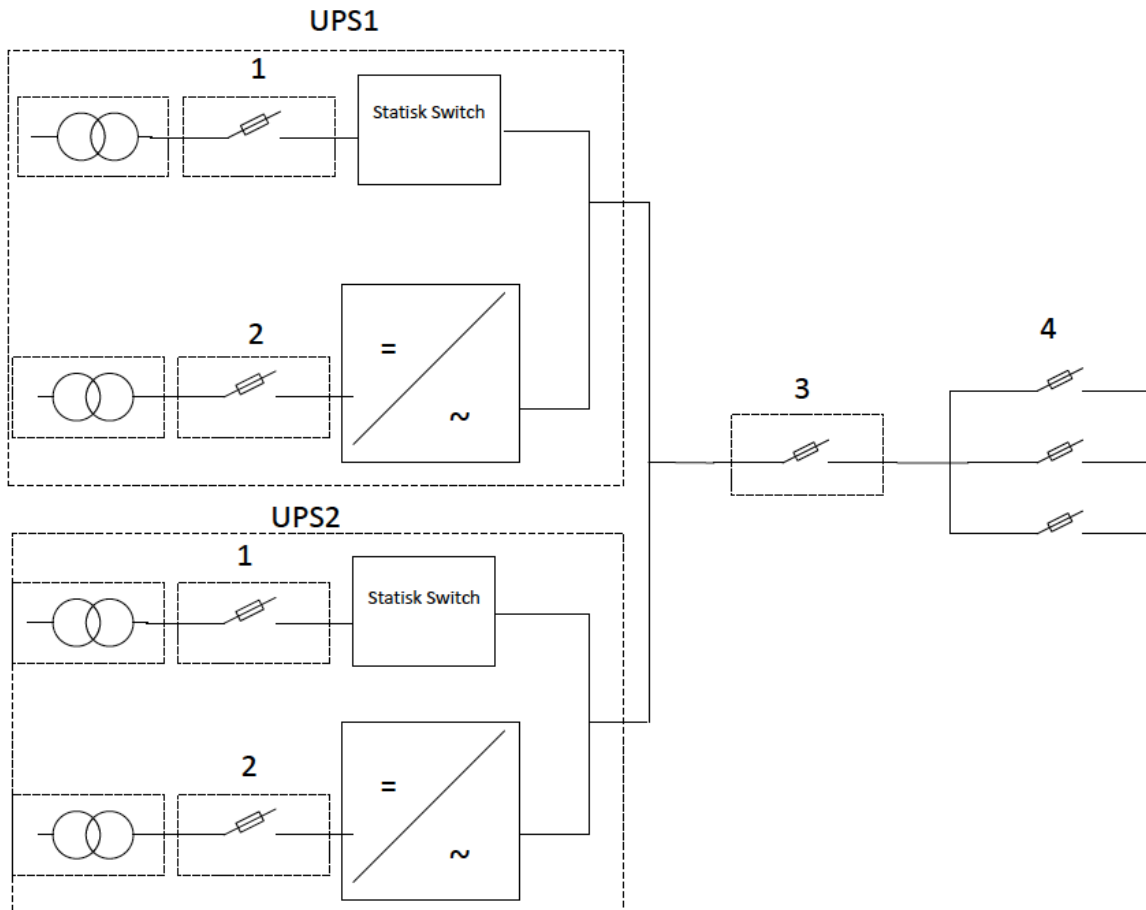 UPS1
1
Statisk Switch
2
=
~
3
4
UPS2
1
Statisk Switch
2
=
~